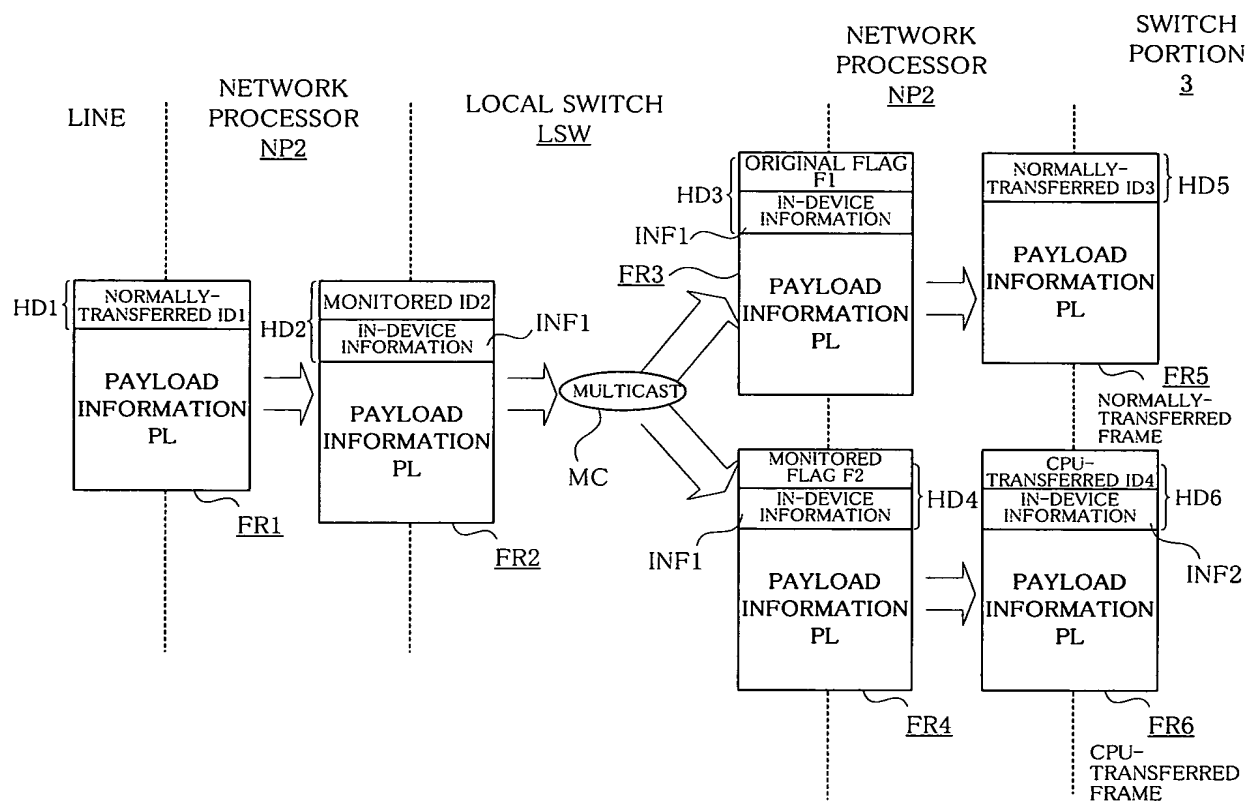 SWITCH
PORTION
3
NETWORK
PROCESSOR
NP2
NETWORK
PROCESSOR
NP2
LINE
LOCAL SWITCH
LSW
ORIGINAL FLAG
F1
IN-DEVICE
INFORMATION
HD3
INF1
FR3
PAYLOAD
INFORMATION
PL
NORMALLY-
TRANSFERRED ID3
HD5
PAYLOAD
INFORMATION
PL
FR5
NORMALLY-
TRANSFERRED
FRAME
HD1
NORMALLY-
TRANSFERRED ID1
PAYLOAD
INFORMATION
PL
FR1
HD2
MONITORED ID2
IN-DEVICE
INFORMATION
INF1
PAYLOAD
INFORMATION
PL
FR2
MULTICAST
MC
MONITORED
FLAG F2
IN-DEVICE
INFORMATION
HD4
INF1
PAYLOAD
INFORMATION
PL
FR4
CPU-
TRANSFERRED ID4
IN-DEVICE
INFORMATION
HD6
INF2
PAYLOAD
INFORMATION
PL
FR6
CPU-
TRANSFERRED
FRAME